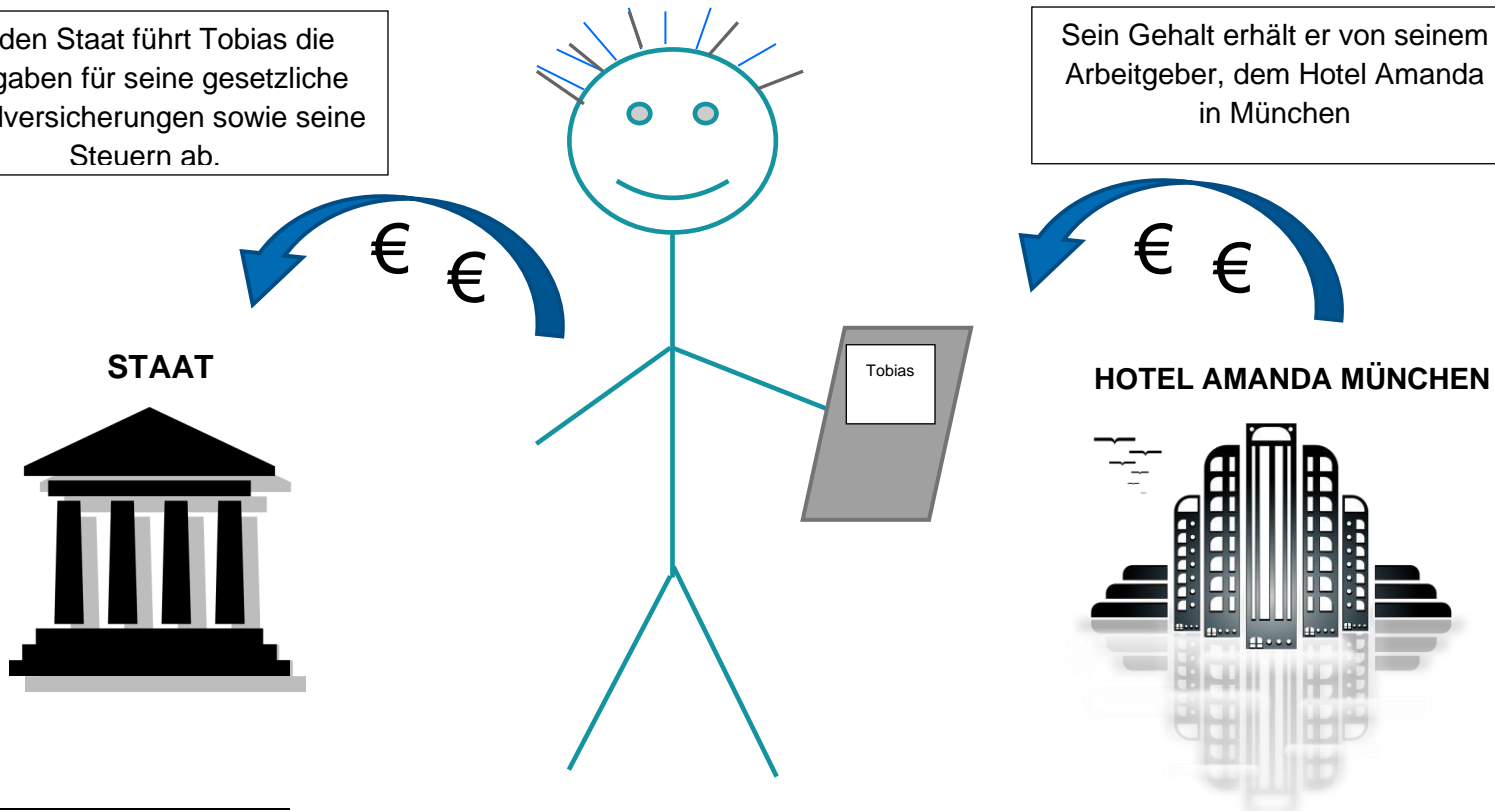 den Staat führt Tobias die
gaben für seine gesetzliche
lversicherungen sowie seine
Steuern ab.
Sein Gehalt erhält er von seinem
Arbeitgeber, dem Hotel Amanda
in München
€ €
€ €
STAAT
Tobias
HOTEL AMANDA MÜNCHEN